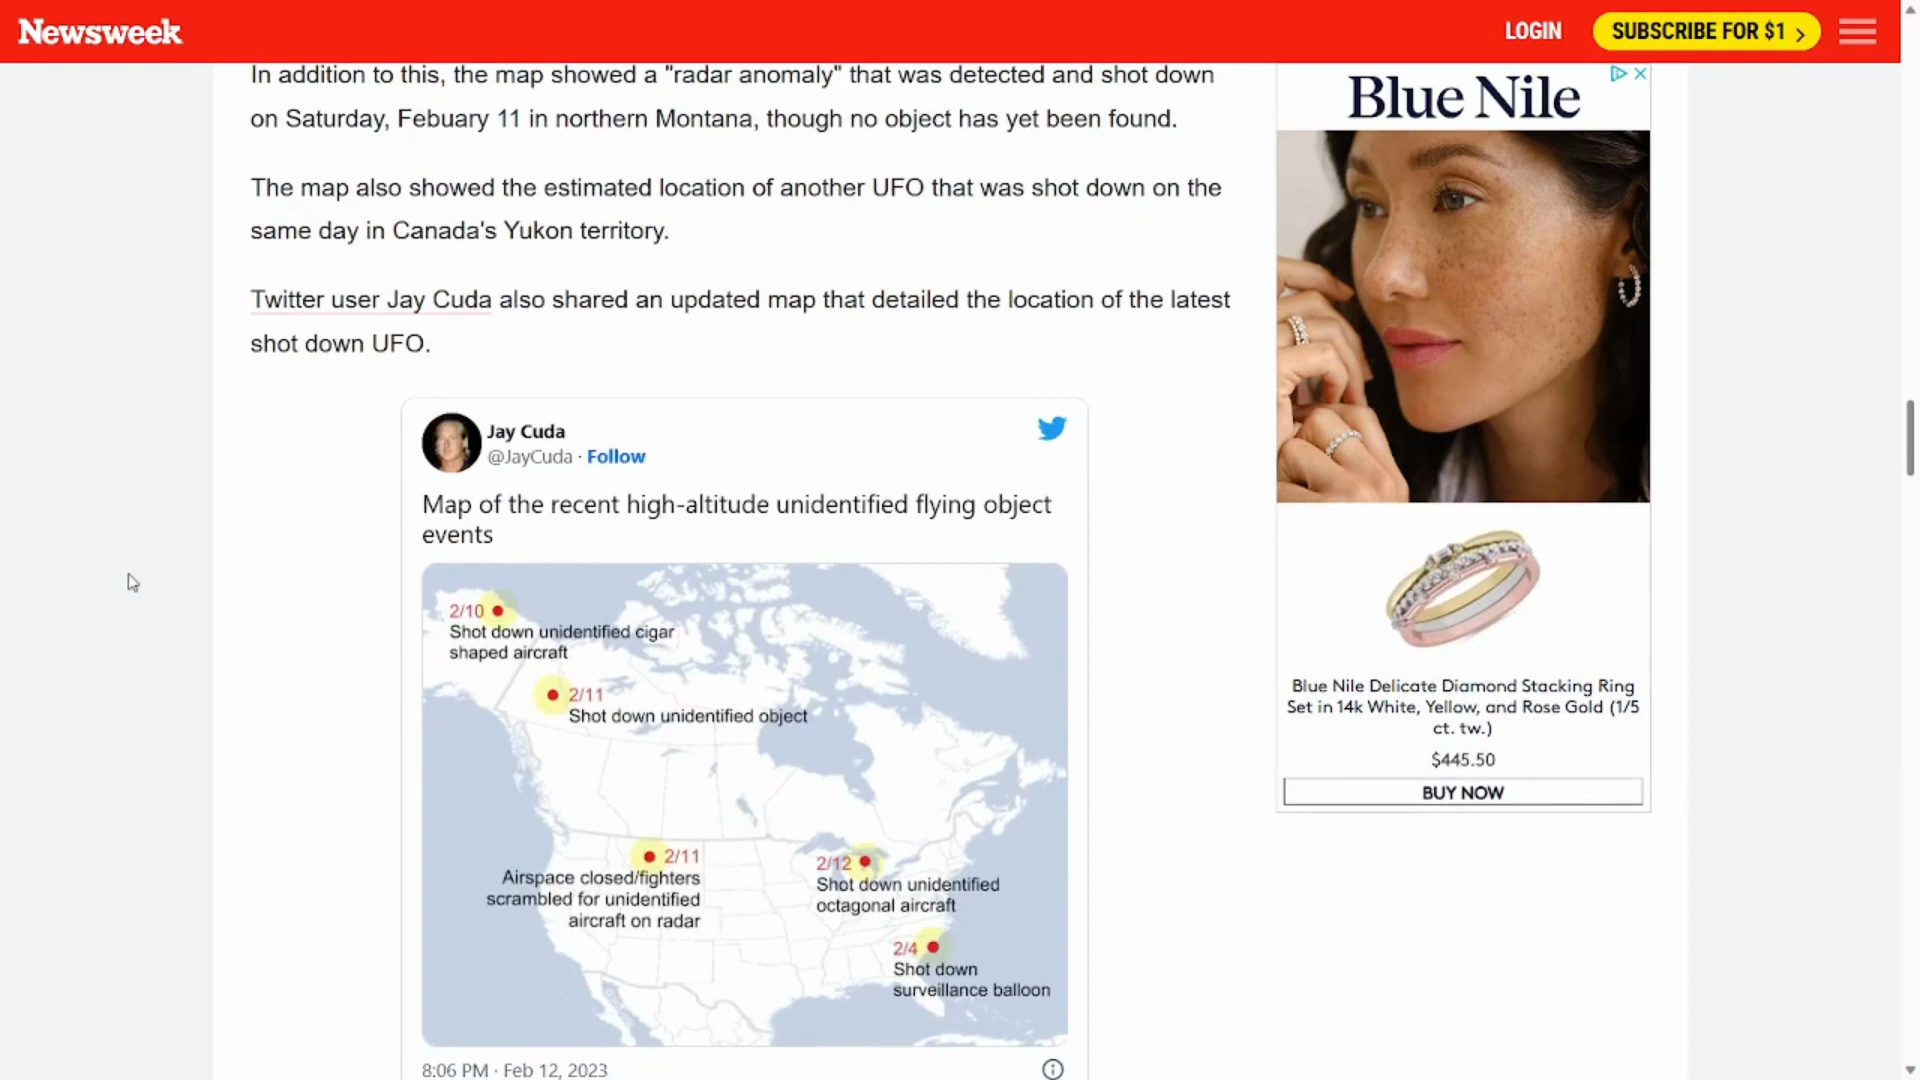 Newsweek
LOGIN
SUBSCRIBE FOR $1
In addition to this, the map showed a "radar anomaly" that was detected and shot down
on Saturday, Febuary 11 in northern Montana, though no object has yet been found.
The map also showed the estimated location of another UFO that was shot down on the
same day in Canada's Yukon territory.
Twitter user Jay Cuda also shared an updated map that detailed the location of the latest
shot down UFO.
Jay Cuda
@JayCuda · Follow
Map of the recent high-altitude unidentified flying object
events
2/10
Shot down unidentified cigar
shaped aircraft
2/11
Shot down unidentified object
2/11
Airspace closed/fighters
scrambled for unidentified
aircraft on radar
2/12
Shot down unidentified
octagonal aircraft
2/4
Shot down
surveillance balloon
8:06 PM · Feb 12, 2023
Blue Nile
Blue Nile Delicate Diamond Stacking Ring
Set in 14k White, Yellow, and Rose Gold (1/5
ct. tw.)
$445.50
BUY NOW